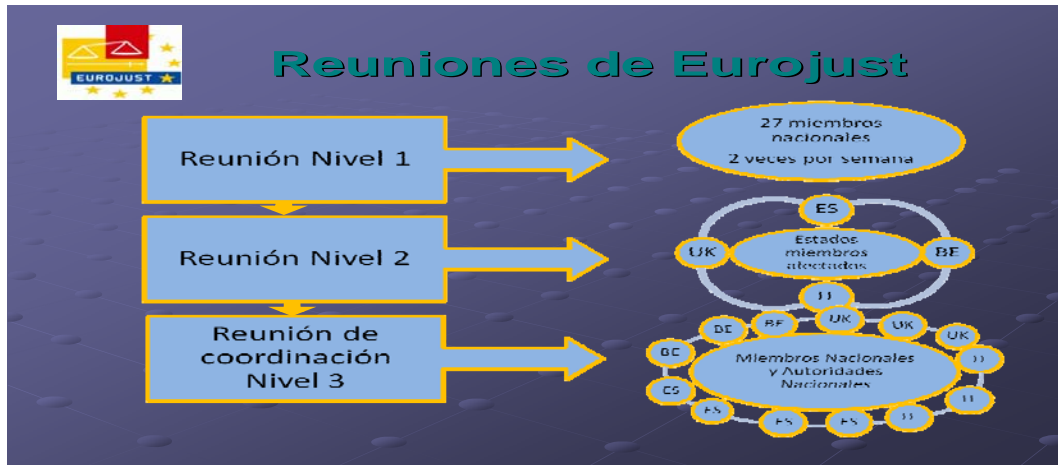 EUROJUST
Reuniones de Eurojust
Reunión Nivel 1
27 miembros
nacionales
2 veces por semana
Reunión Nivel 2
ES
UK
Estados
miembros
afectados
BE
Reunión de
coordinación
Nivel 3
BE
BE
BE
UK
UK
UK
Miembros Nacionales
y Autoridades
Nacionales
ES
ES
ES
ES